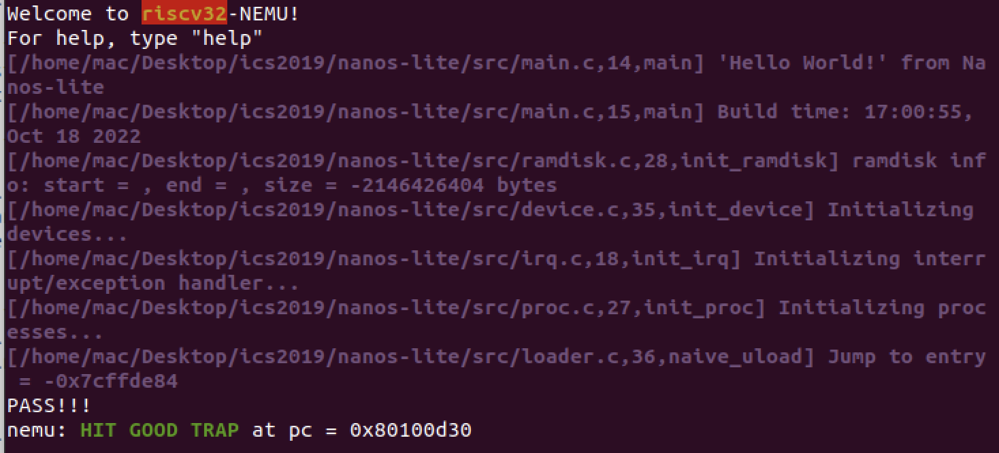 Welcome to riscv32-NEMU!
For help, type "help"
[/home/mac/Desktop/ics2019/nanos-lite/src/main.c,14,main] 'Hello World!' from Na
nos-lite
[/home/mac/Desktop/ics2019/nanos-lite/src/main.c,15,main] Build time: 17:00:55,
Oct 18 2022
[/home/mac/Desktop/ics2019/nanos-lite/src/ramdisk.c,28,init_ramdisk] ramdisk inf
o: start = , end = , size = -2146426404 bytes
[/home/mac/Desktop/ics2019/nanos-lite/src/device.c,35,init_device] Initializing
devices...
[/home/mac/Desktop/ics2019/nanos-lite/src/irq.c,18,init_irq] Initializing interr
upt/exception handler...
[/home/mac/Desktop/ics2019/nanos-lite/src/proc.c,27,init_proc] Initializing proc
esses...
[/home/mac/Desktop/ics2019/nanos-lite/src/loader.c,36,naive_uload] Jump to entry
 = -0x7cffde84
PASS!!!
nemu: HIT GOOD TRAP at pc = 0x80100d30